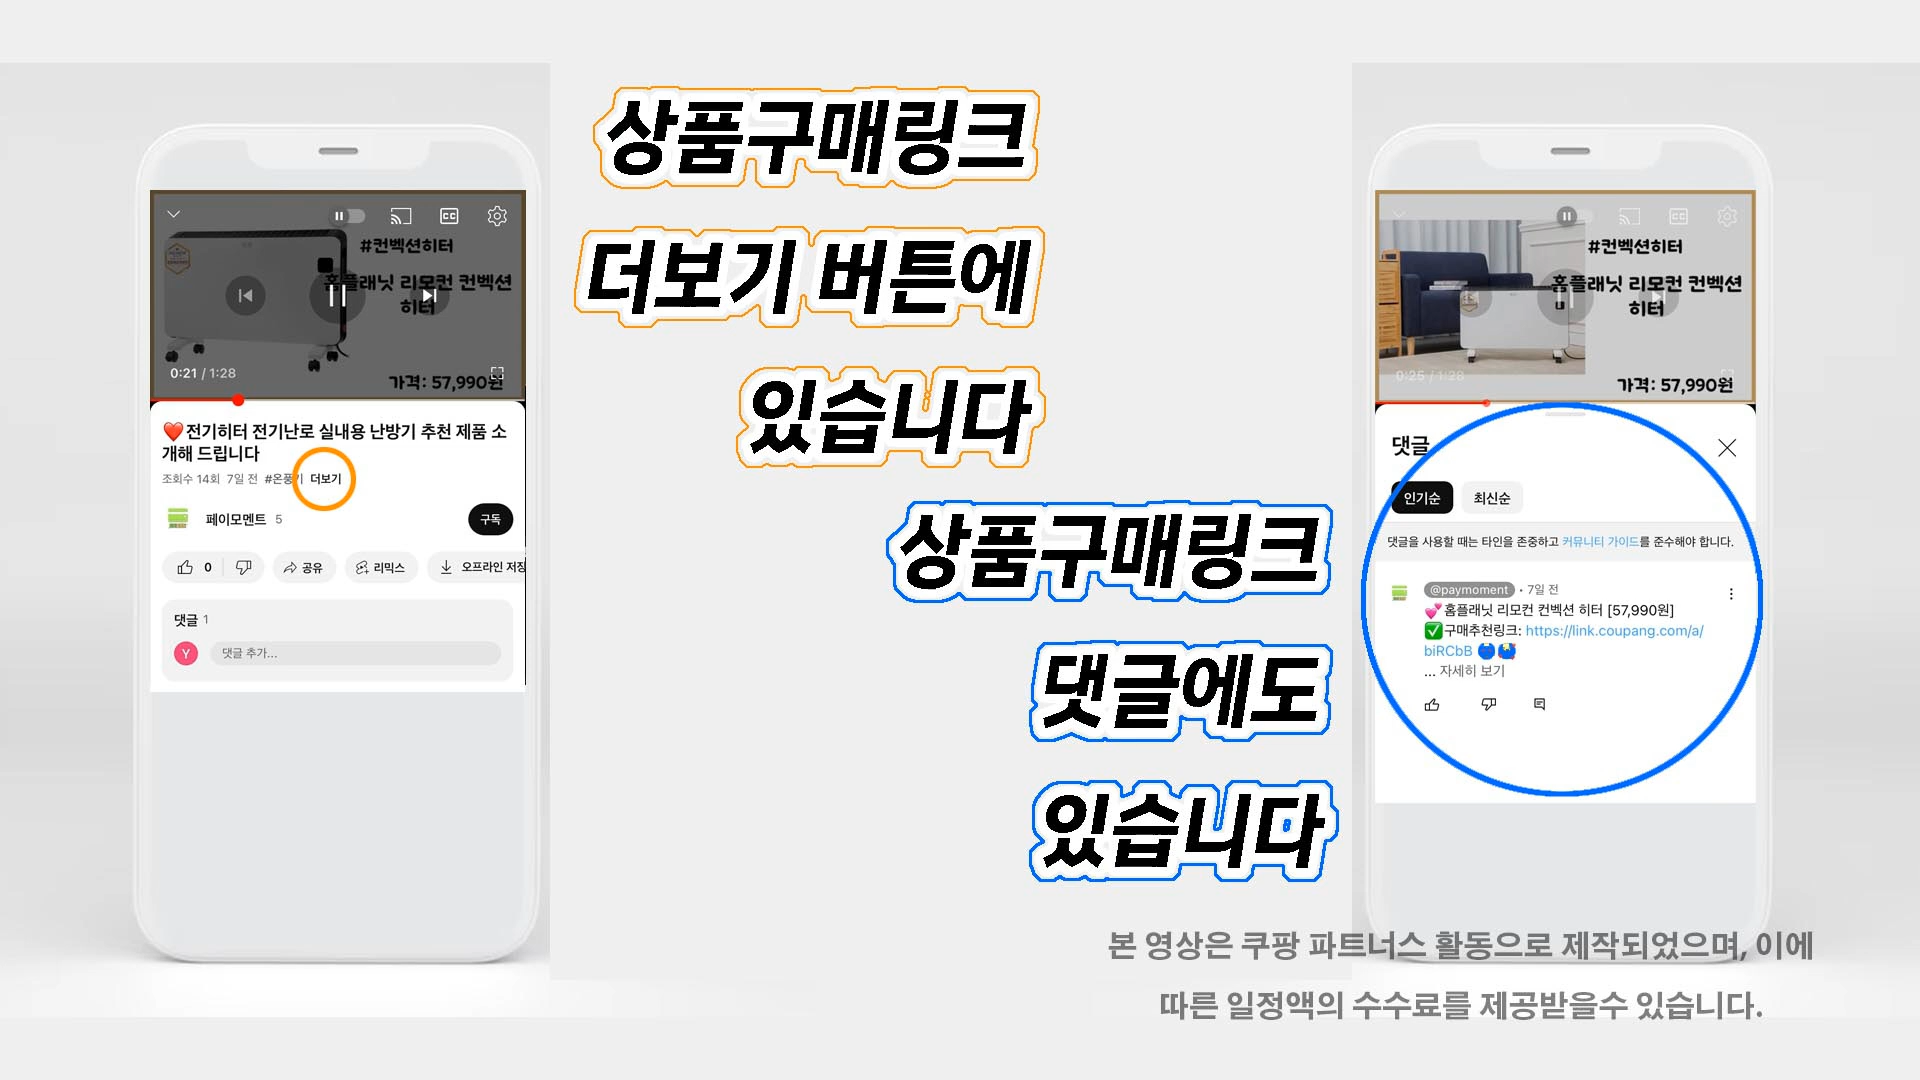 상품구매링크
더보기 버튼에
있습니다
상품구매링크
댓글에도
있습니다
#컨벡션히터
홈플래닛 리모컨 컨벡션
히터
0:21 / 1:28
가격: 57,990원
❤️전기히터 전기난로 실내용 난방기 추천 제품 소
개해 드립니다
조회수 14회 7일 전 #온풍기 더보기
페이모멘트 5
구독
0
공유
리믹스
오프라인 저장
댓글 1
Y
댓글 추가...
#컨벡션히터
홈플래닛 리모컨 컨벡션
히터
0:25 / 1:28
가격: 57,990원
댓글
인기순
최신순
댓글을 사용할 때는 타인을 존중하고 커뮤니티 가이드를 준수해야 합니다.
@paymoment • 7일 전
💕홈플래닛 리모컨 컨벡션 히터 [57,990원]
✅구매추천링크: https://link.coupang.com/a/
biRCbB
... 자세히 보기
본 영상은 쿠팡 파트너스 활동으로 제작되었으며, 이에
따른 일정액의 수수료를 제공받을수 있습니다.